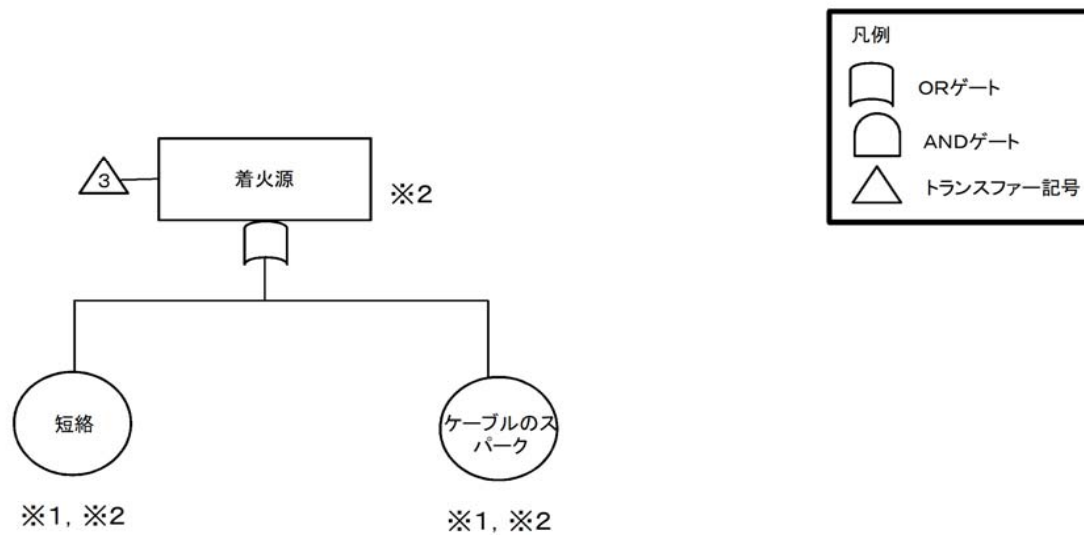 凡例
ORゲート
ANDゲート
トランスファー記号
3
着火源
※2
短絡
ケーブルのス
パーク
※1, ※2
※1, ※2